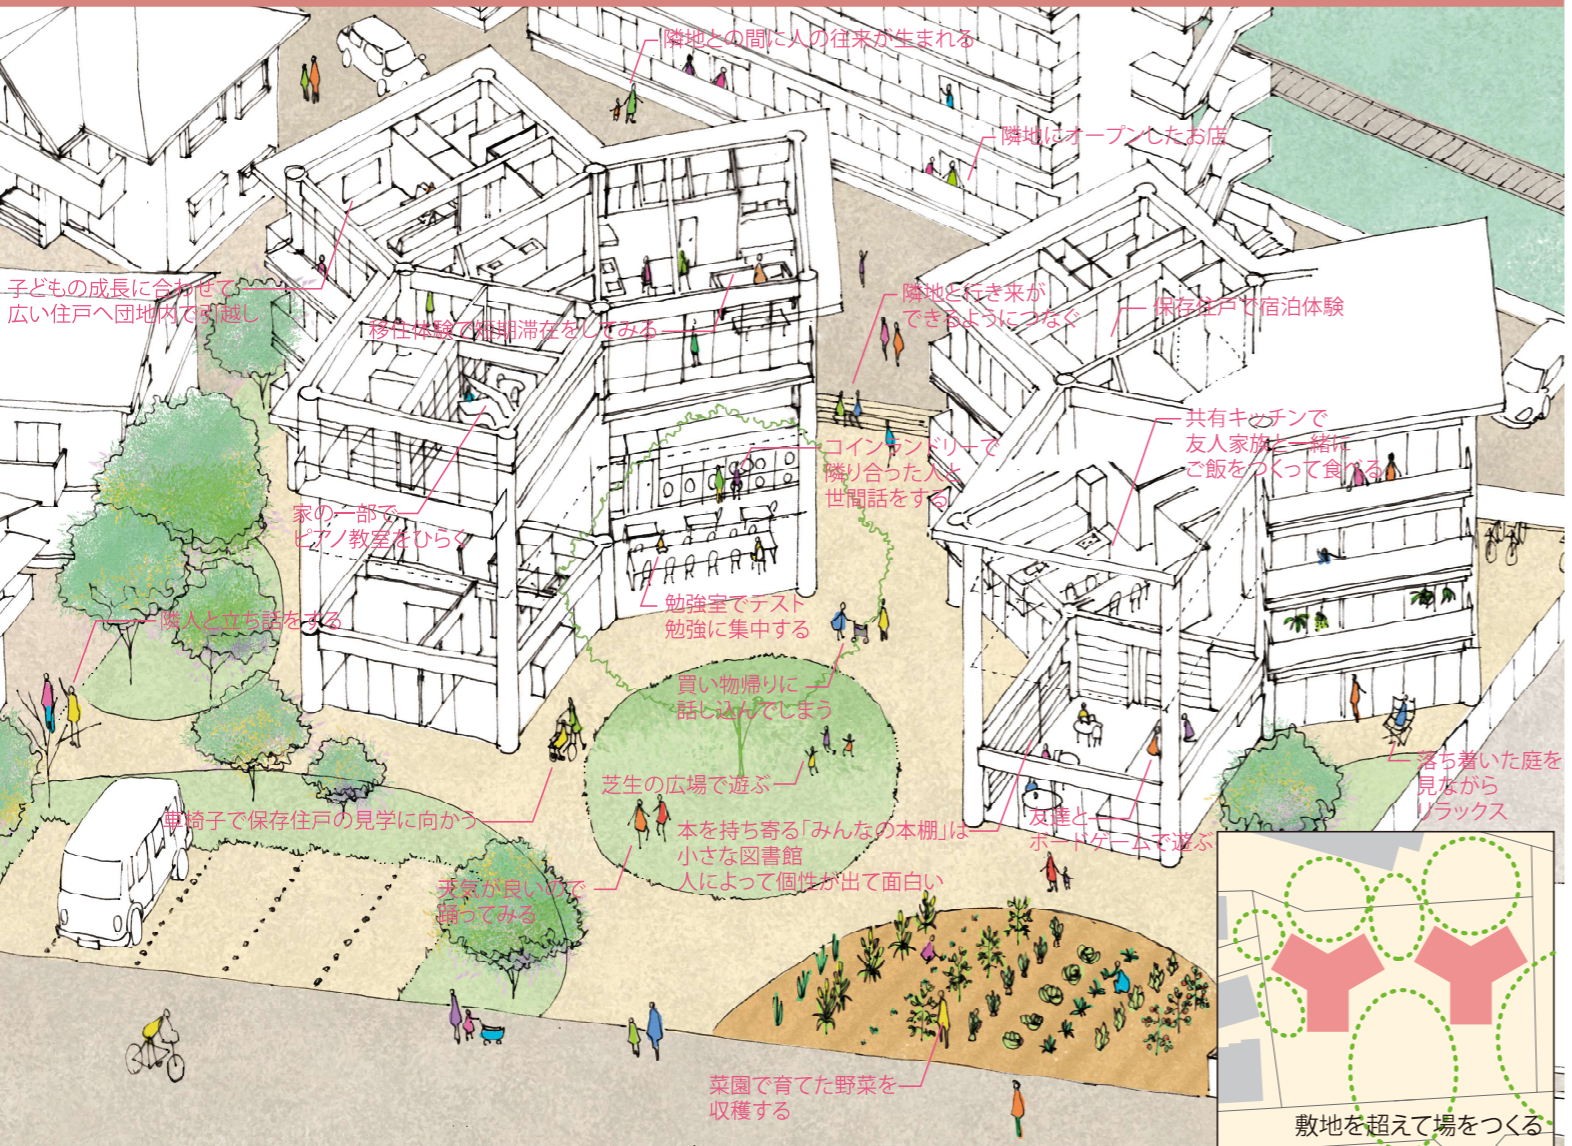 隣地との間に人の往来が生まれる
隣地にオープンしたお店
子どもの成長に合わせて
広い住戸へ団地内で引越し
移住体験で短期滞在をしてみる
隣地と行き来が
できるようにつなぐ
保存住戸で宿泊体験
共有キッチンで
友人家族と一緒に
ご飯をつくって食べる
コインランドリーで
隣り合った人と
世間話をする
家の一部で
ピアノ教室をひらく
勉強室でテスト
勉強に集中する
隣人と立ち話をする
買い物帰りに
話し込んでしまう
芝生の広場で遊ぶ
落ち着いた庭を
見ながら
リラックス
車椅子で保存住戸の見学に向かう
本を持ち寄る「みんなの本棚」は
小さな図書館
人によって個性が出て面白い
友達と
ボードゲームで遊ぶ
天気が良いので
踊ってみる
菜園で育てた野菜を
収穫する
敷地を超えて場をつくる